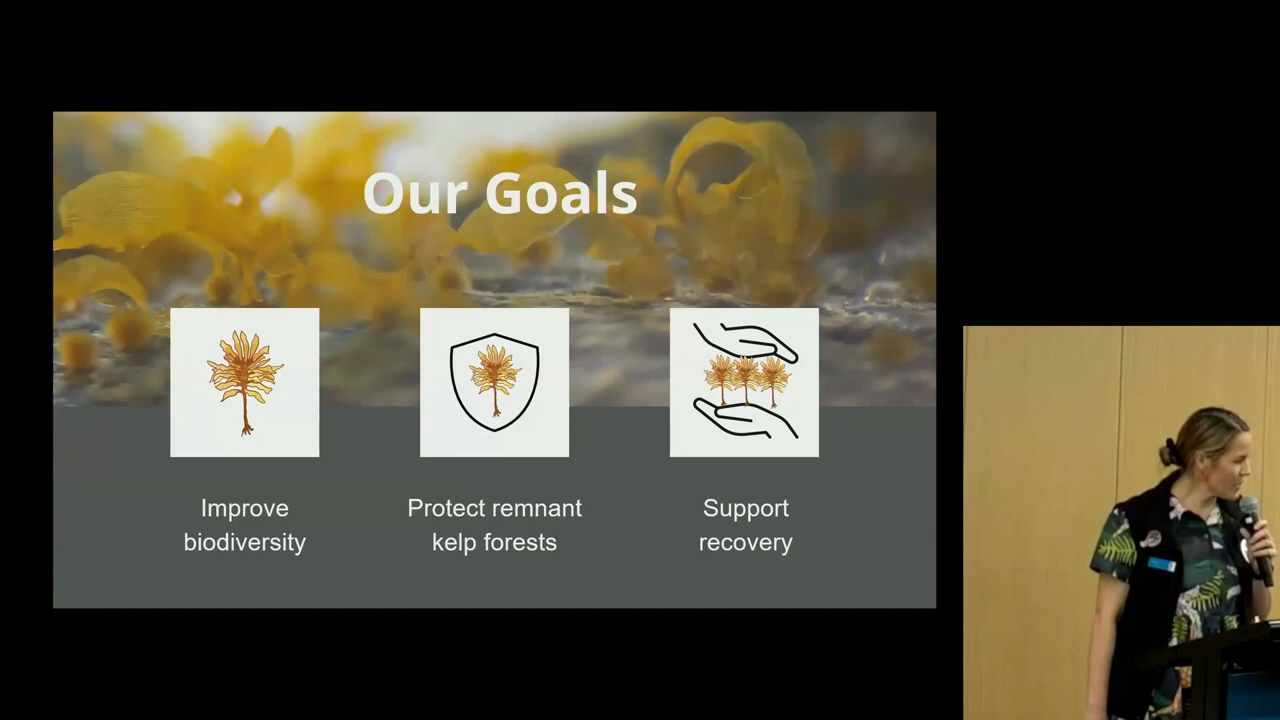 Our Goals
Improve
biodiversity
Protect remnant
kelp forests
Support
recovery